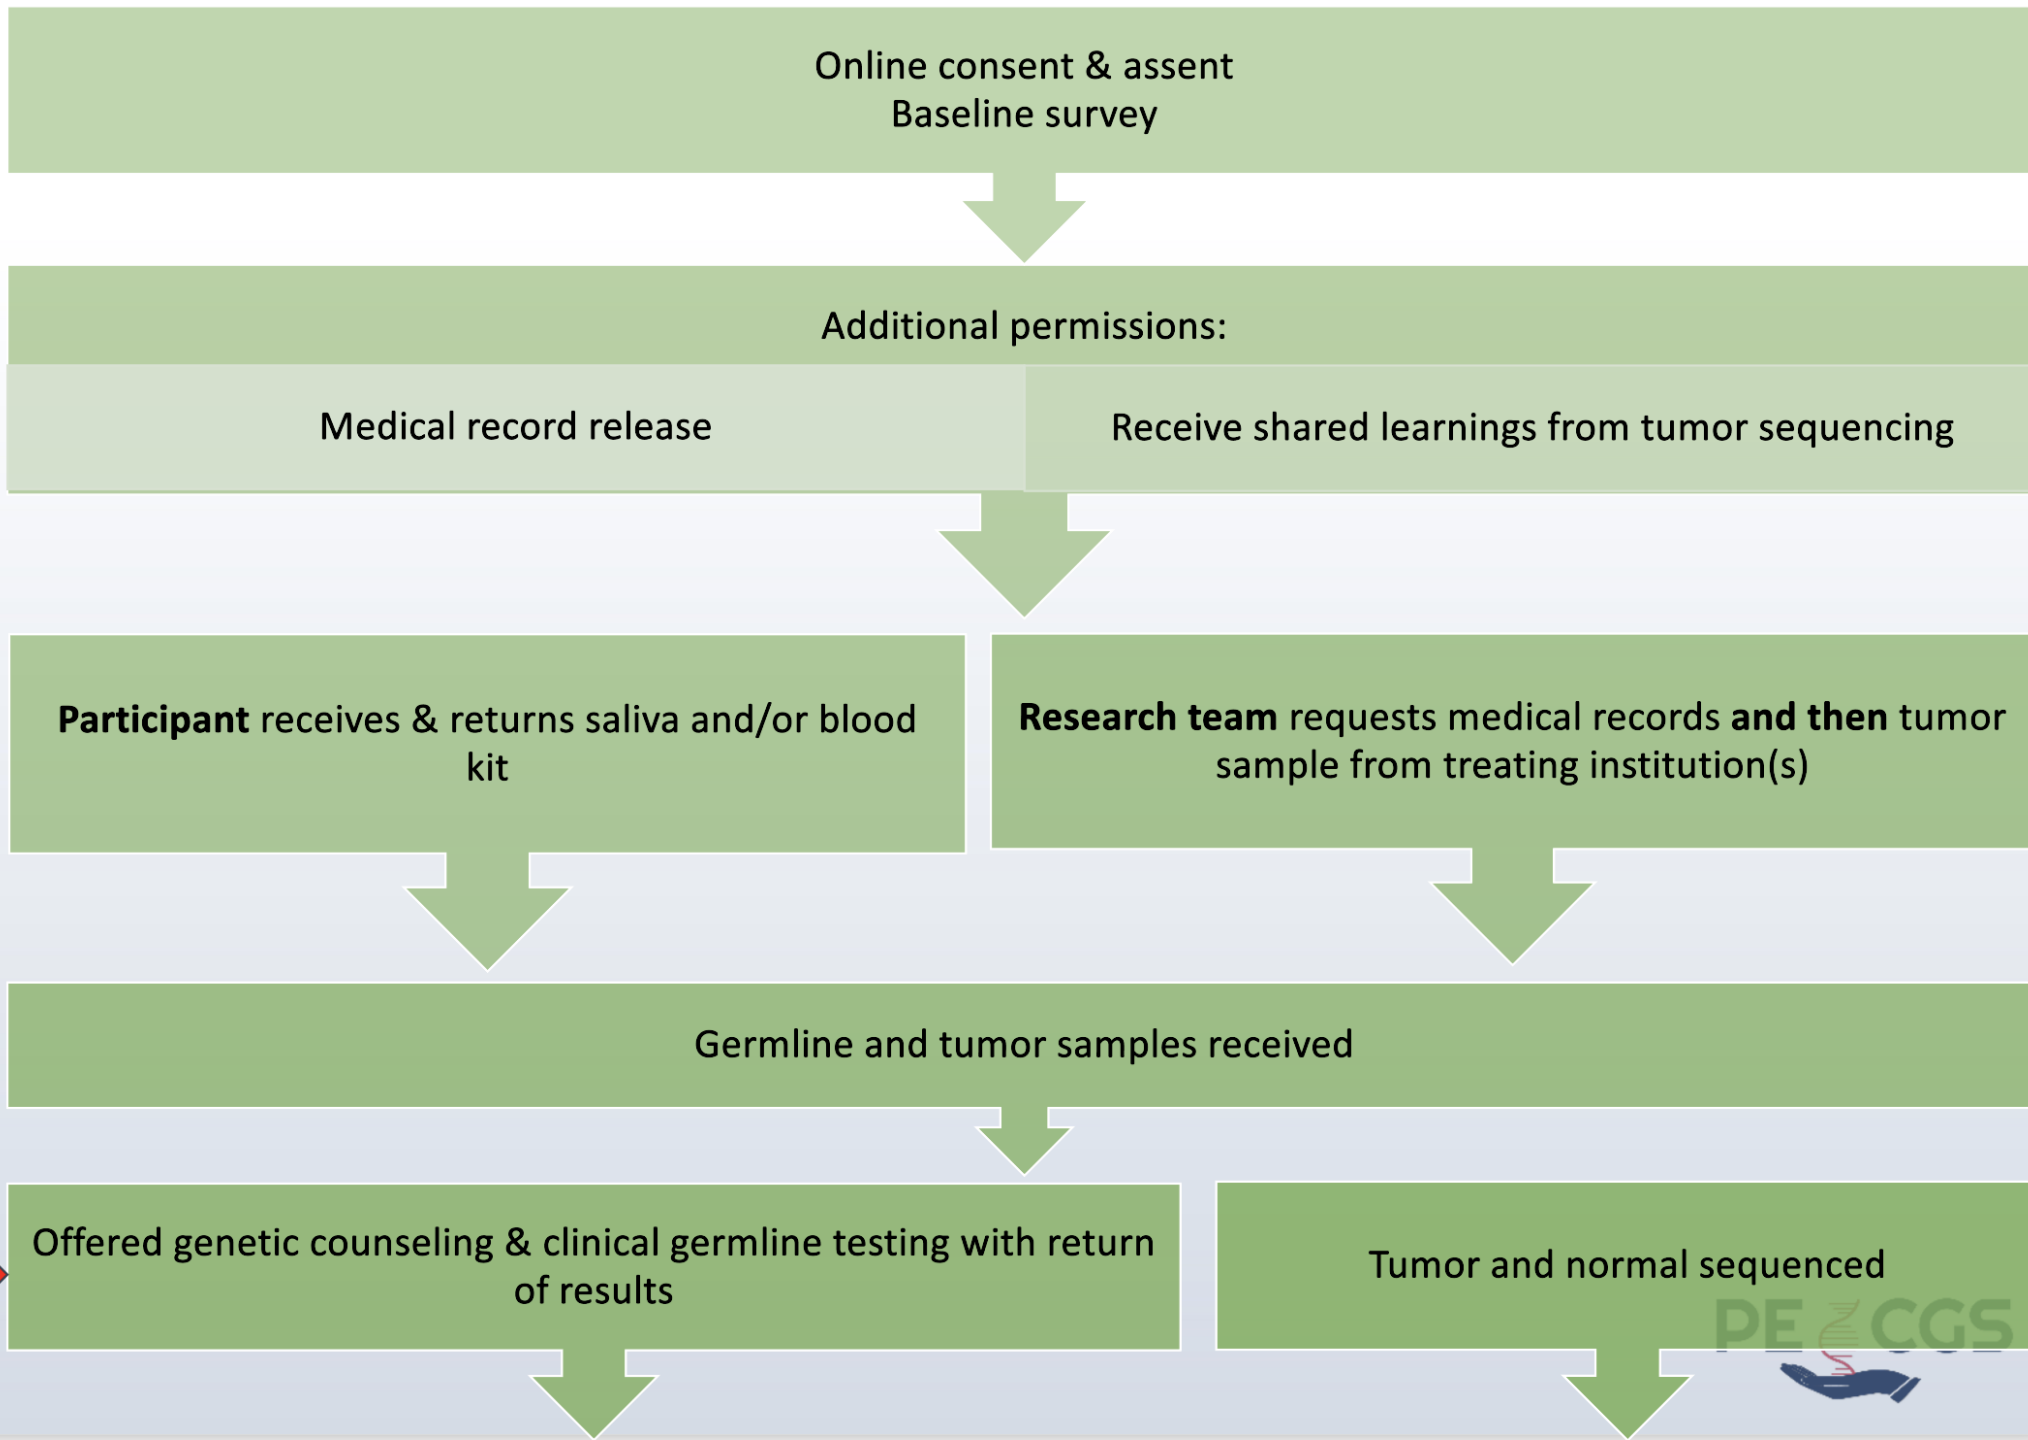 Online consent & assent
Baseline survey
Additional permissions:
Medical record release
Receive shared learnings from tumor sequencing
Participant receives & returns saliva and/or blood
kit
Research team requests medical records and then tumor
sample from treating institution(s)
Germline and tumor samples received
Offered genetic counseling & clinical germline testing with return
of results
Tumor and normal sequenced
PE CGS